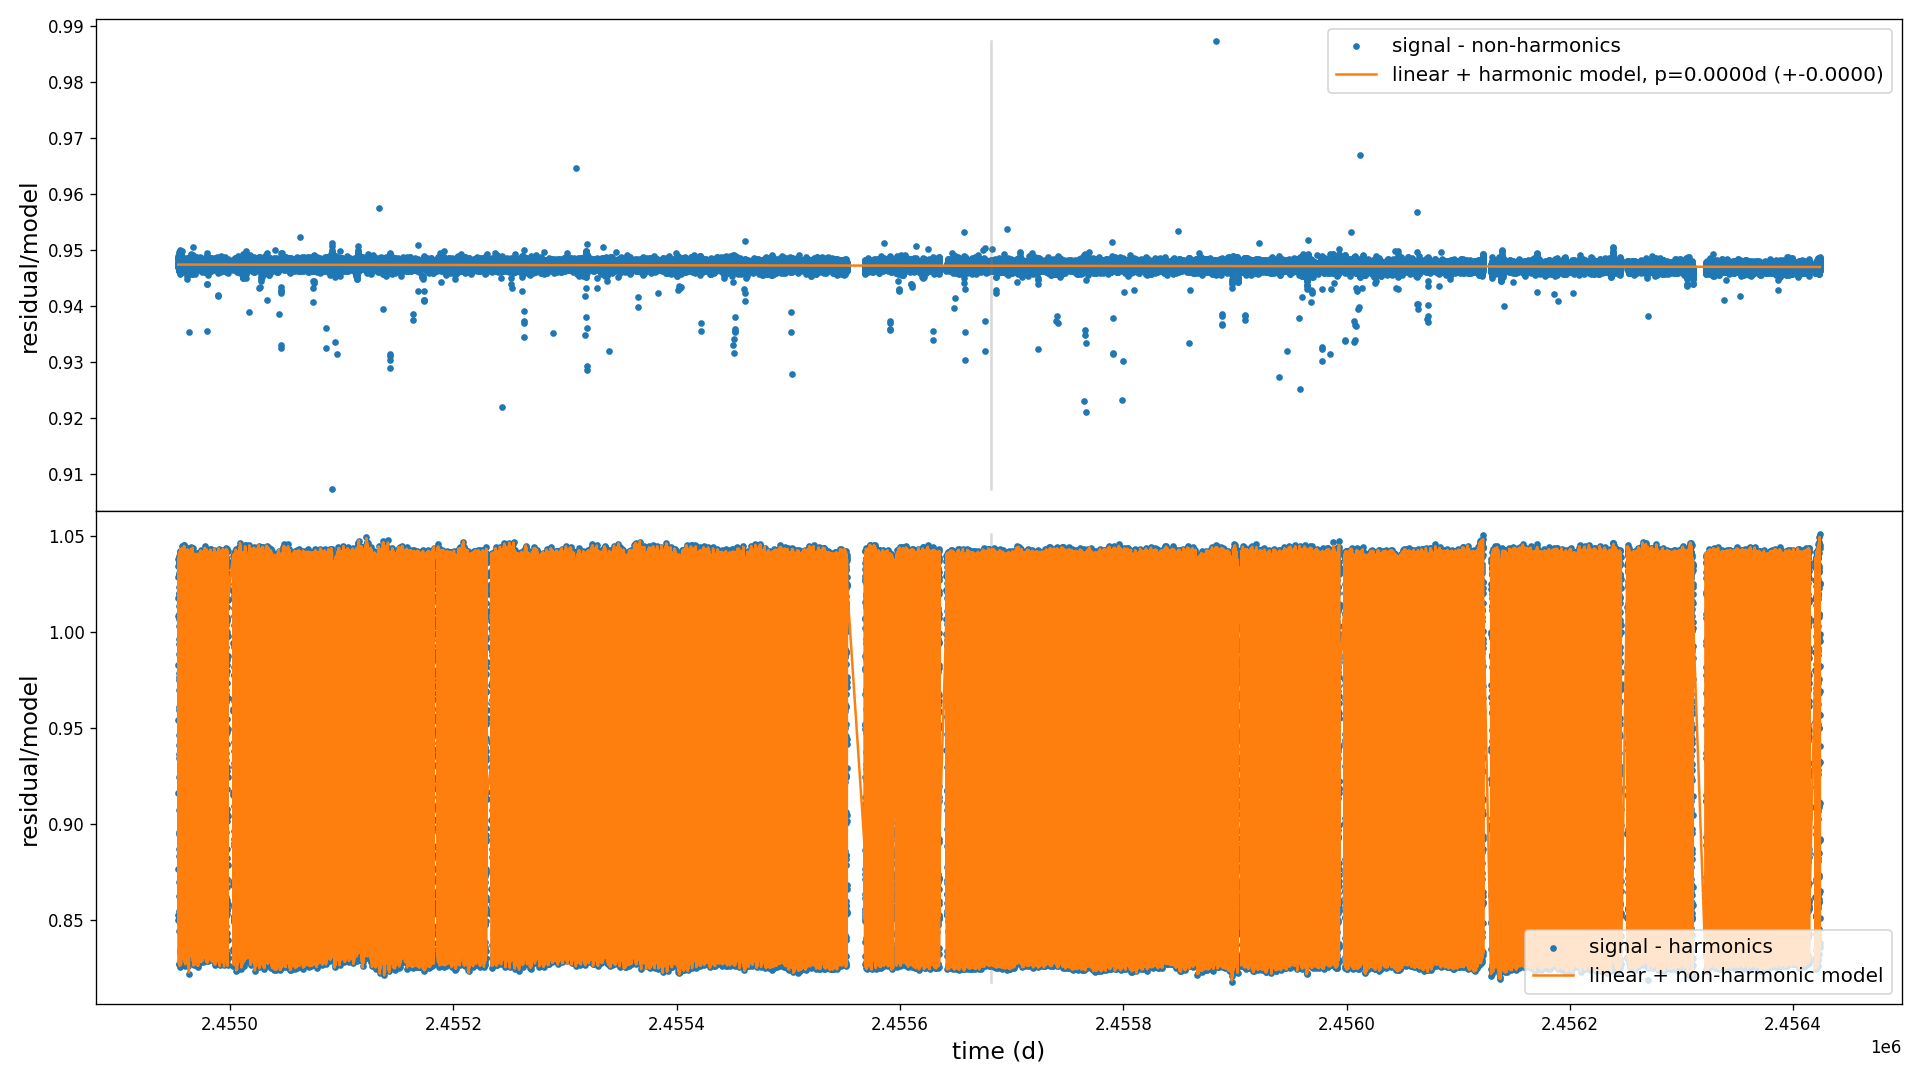 0.99
0.98
0.97
0.96
0.95
0.94
0.93
0.92
0.91
residual/model
signal - non-harmonics
linear + harmonic model, p=0.0000d (+-0.0000)
1.05
1.00
0.95
0.90
0.85
residual/model
signal - harmonics
linear + non-harmonic model
2.4550 2.4552 2.4554 2.4556 2.4558 2.4560 2.4562 2.4564
1e6
time (d)